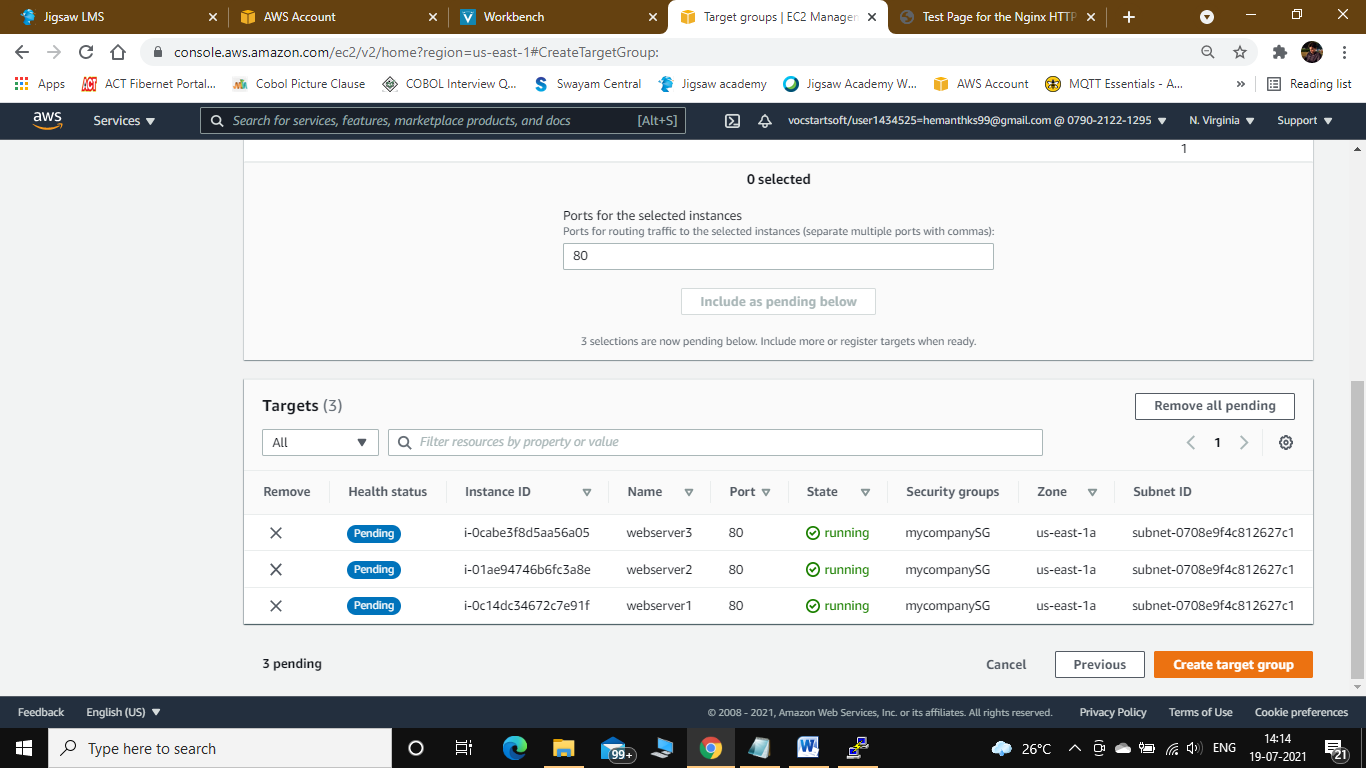 Jigsaw LMS
AWS Account
Workbench
Target groups | EC2 Managem
Test Page for the Nginx HTTP
console.aws.amazon.com/ec2/v2/home?region=us-east-1#CreateTargetGroup:
Apps
ACT Fibernet Portal...
Cobol Picture Clause
COBOL Interview Q...
Swayam Central
Jigsaw academy
Jigsaw Academy W...
AWS Account
MQTT Essentials - A...
»
Reading list
aws
Services
Search for services, features, marketplace products, and docs
[Alt+S]
vocstartsoft/user1434525=hemanthks99@gmail.com @ 0790-2122-1295
N. Virginia
Support
1
0 selected
Ports for the selected instances
Ports for routing traffic to the selected instances (separate multiple ports with commas):
80
Include as pending below
3 selections are now pending below. Include more or register targets when ready.
Targets (3)
Remove all pending
All
Filter resources by property or value
1
Remove Health status Instance ID Name Port State Security groups Zone Subnet ID
Pending i-0cabe3f8d5aa56a05 webserver3 80 running mycompanySG us-east-1a subnet-0708e9f4c812627c1
Pending i-01ae94746b6fc3a8e webserver2 80 running mycompanySG us-east-1a subnet-0708e9f4c812627c1
Pending i-0c14dc34672c7e91f webserver1 80 running mycompanySG us-east-1a subnet-0708e9f4c812627c1
3 pending
Cancel
Previous
Create target group
Feedback
English (US)
© 2008 - 2021, Amazon Web Services, Inc. or its affiliates. All rights reserved.
Privacy Policy
Terms of Use
Cookie preferences
Type here to search
99+
26°C
ENG
14:14
19-07-2021
21